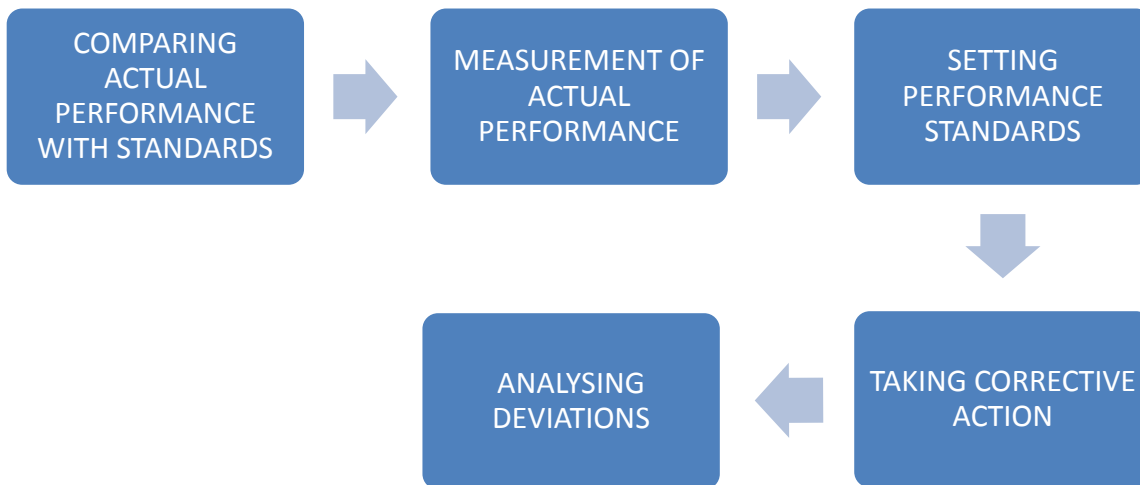 COMPARING
ACTUAL
PERFORMANCE
WITH STANDARDS
MEASUREMENT OF
ACTUAL
PERFORMANCE
SETTING
PERFORMANCE
STANDARDS
TAKING CORRECTIVE
ACTION
ANALYSING
DEVIATIONS